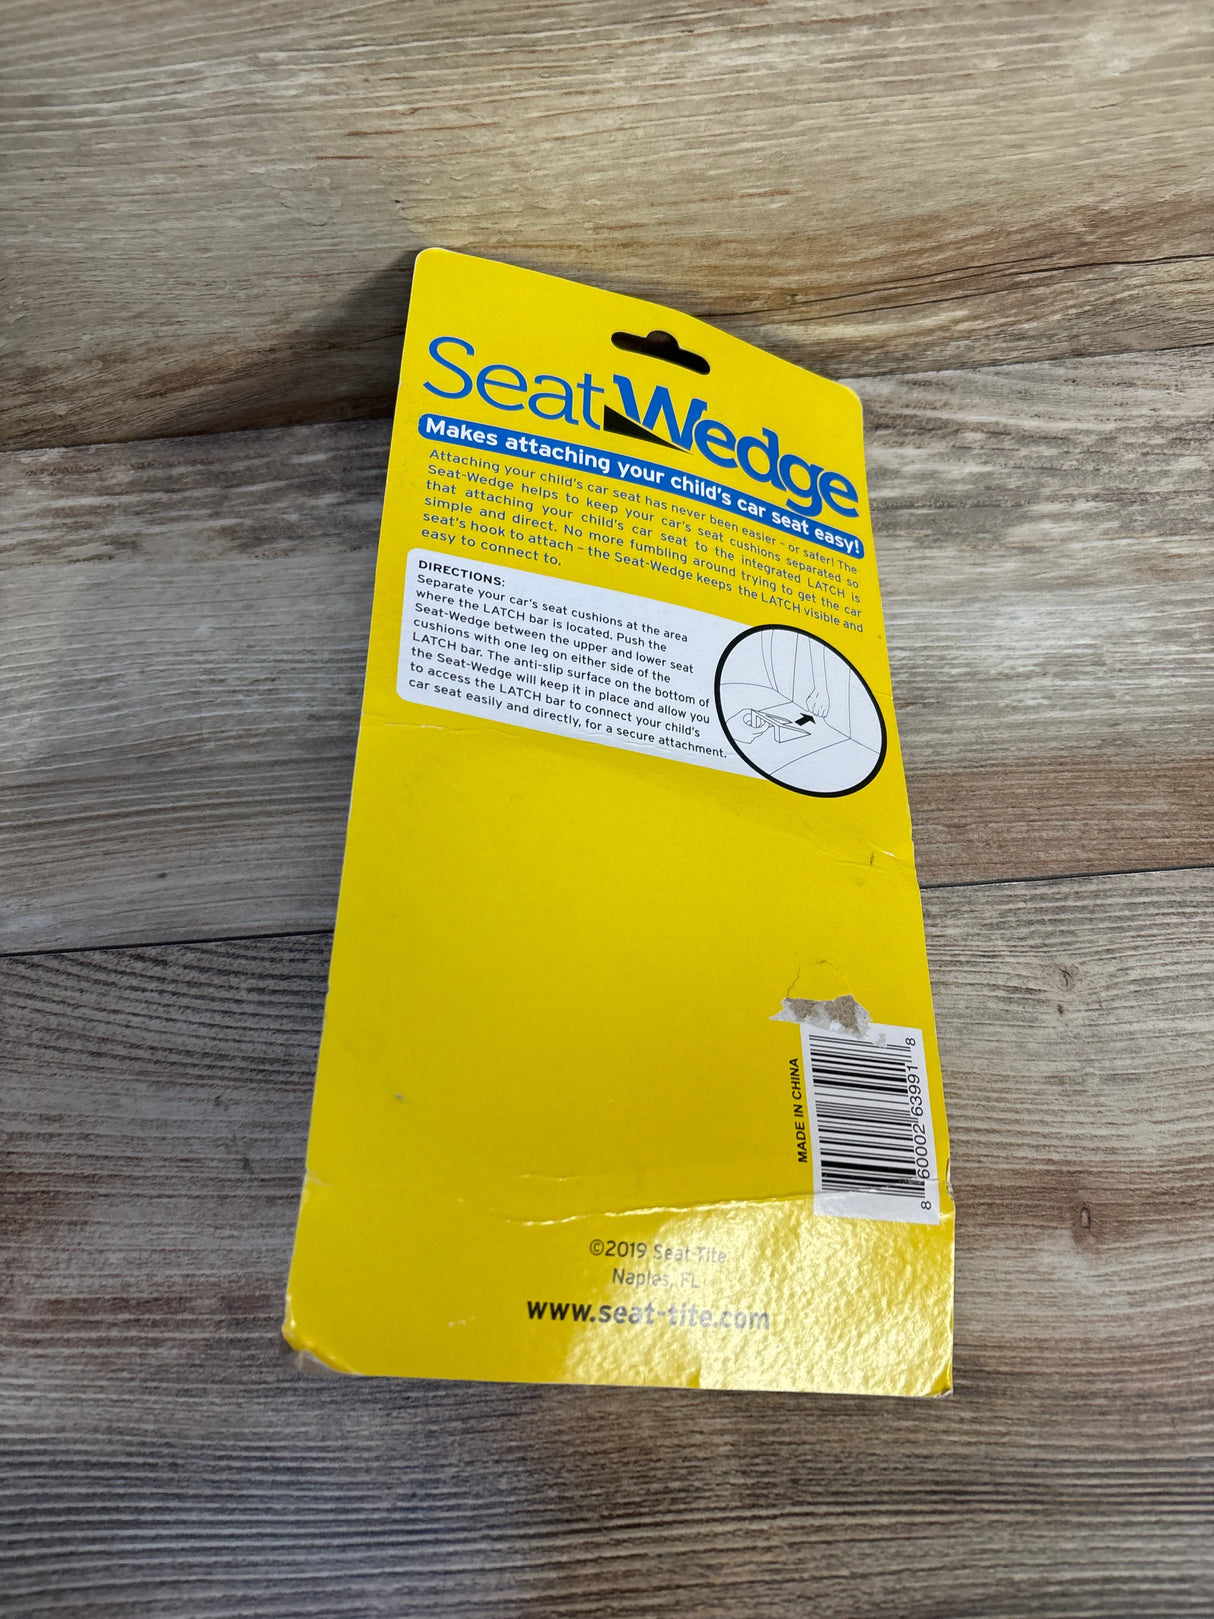 SeatWedge
Makes attaching your child's car seat easy!
Attaching your child's car seat has never been easier - or safer! The
Seat-Wedge helps to keep your car's seat cushions separated so
that attaching your child's car seat to the integrated LATCH is
simple and direct. No more fumbling around trying to get the car
seat's hook to attach - the Seat-Wedge keeps the LATCH visible and
easy to connect to.
DIRECTIONS:
Separate your car's seat cushions at the area
where the LATCH bar is located. Push the
Seat-Wedge between the upper and lower seat
cushions with one leg on either side of the
LATCH bar. The anti-slip surface on the bottom of
the Seat-Wedge will keep it in place and allow you
to access the LATCH bar to connect your child's
car seat easily and directly, for a secure attachment.
MADE IN CHINA
8 60002 63991 8
©2019 Seat-Tite
Naples, FL
www.seat-tite.com